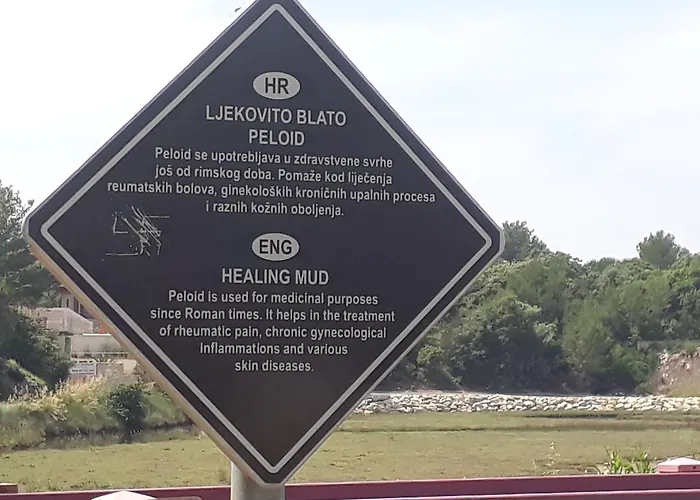 HR
LJEKOVITO BLATO
PELOID
Peloid se upotrebljava u zdravstvene svrhe
još od rimskog doba. Pomaže kod liječenja
reumatskih bolova, ginekoloških kroničnih upalnih procesa
i raznih kožnih oboljenja.
ENG
HEALING MUD
Peloid is used for medicinal purposes
since Roman times. It helps in the treatment
of rheumatic pain, chronic gynecological
Inflammations and various
skin diseases.